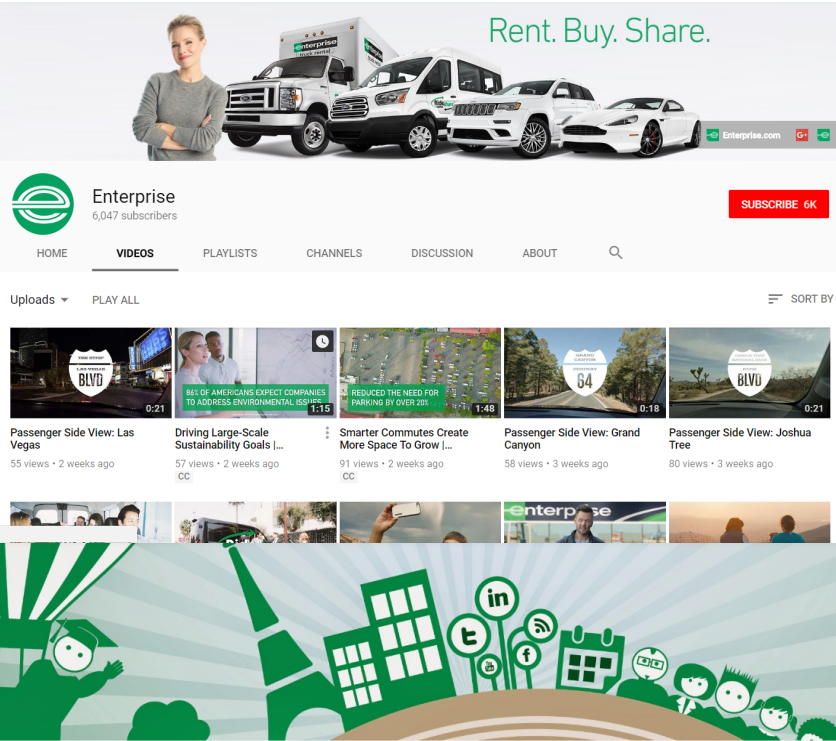 Rent. Buy. Share.
enterprise
truck rental
RideShare
Enterprise.com
G+
Enterprise
6,047 subscribers
SUBSCRIBE 6K
HOME
VIDEOS
PLAYLISTS
CHANNELS
DISCUSSION
ABOUT
Uploads
PLAY ALL
SORT BY
THE STRIP
LAS VEGAS
BLVD
0:21
86% OF AMERICANS EXPECT COMPANIES
TO ADDRESS ENVIRONMENTAL ISSUES
1:15
REDUCED THE NEED FOR
PARKING BY OVER 20%
1:48
GRAND
CANYON
64
0:18
BLVD
0:21
Passenger Side View: Las
Vegas
55 views • 2 weeks ago
Driving Large-Scale
Sustainability Goals |...
57 views • 2 weeks ago
CC
Smarter Commutes Create
More Space To Grow |...
91 views • 2 weeks ago
CC
Passenger Side View: Grand
Canyon
58 views • 3 weeks ago
Passenger Side View: Joshua
Tree
80 views • 3 weeks ago
enterprise
in
t
f